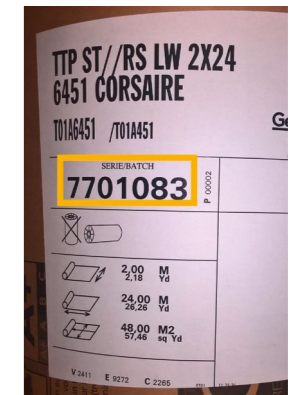 TTP ST//RS LW 2X24
6451 CORSAIRE
T01A6451 /T01A451
SERIE/BATCH
7701083
P 00002
2,00 M
2,18 Yd
24,00 M
26,26 Yd
48,00 M2
57,46 sq Yd
V 2411 E 9272 C 2265